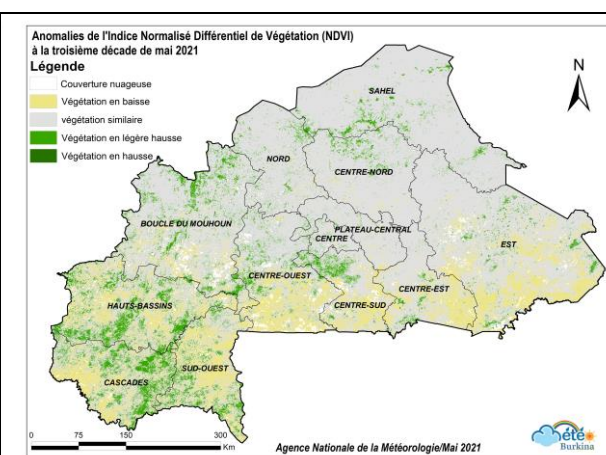 Anomalies de l'Indice Normalisé Différentiel de Végétation (NDVI)
à la troisième décade de mai 2021
Légende
Couverture nuageuse
Végétation en baisse
végétation similaire
Végétation en légère hausse
Végétation en hausse
N
SAHEL
NORD
CENTRE-NORD
BOUCLE DU MOUHOUN
PLATEAU-CENTRAL
CENTRE
EST
CENTRE-OUEST
CENTRE-EST
HAUTS-BASSINS
CENTRE-SUD
SUD-OUEST
CASCADES
0 75 150 300
Km
Agence Nationale de la Météorologie/Mai 2021
météo
Burkina